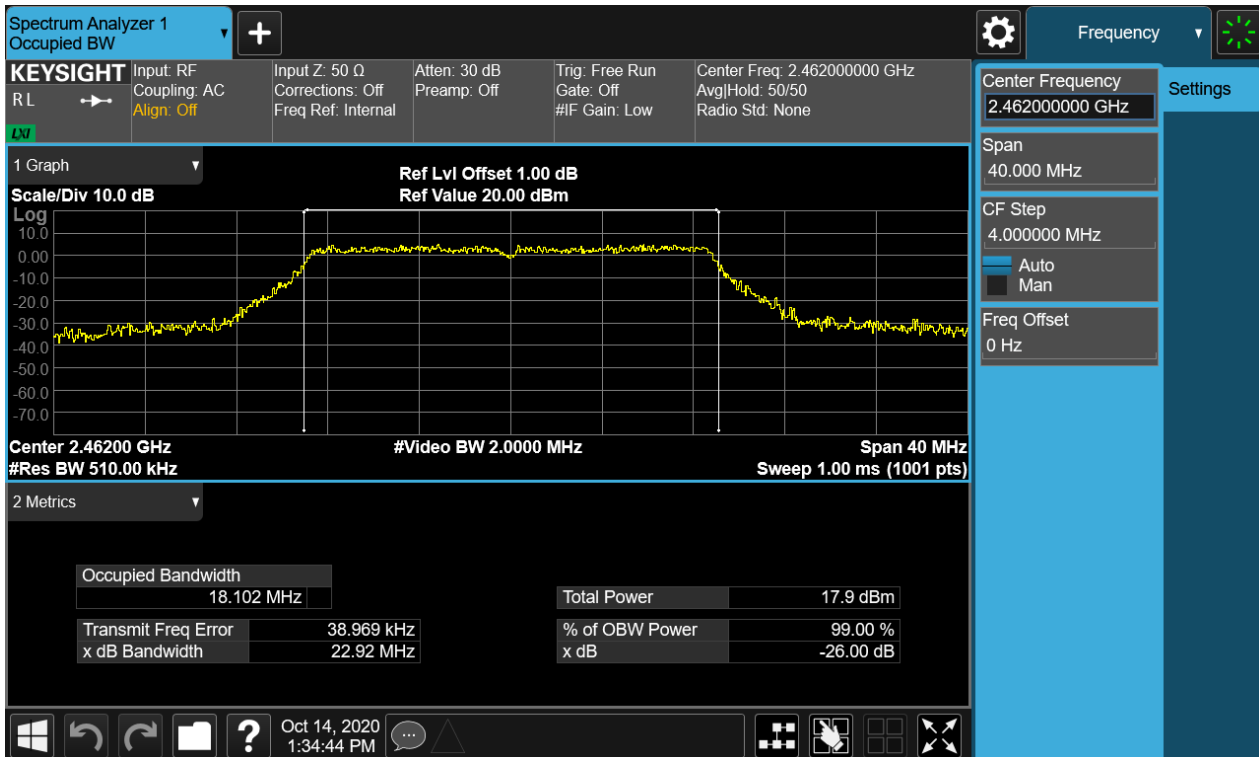 Spectrum Analyzer 1
Occupied BW
+
Frequency
KEYSIGHT
R L
LXI
Input: RF
Coupling: AC
Align: Off
Input Z: 50 Ω
Corrections: Off
Freq Ref: Internal
Atten: 30 dB
Preamp: Off
Trig: Free Run
Gate: Off
#IF Gain: Low
Center Freq: 2.462000000 GHz
Avg|Hold: 50/50
Radio Std: None
Center Frequency
2.462000000 GHz
Settings
Span
40.000 MHz
CF Step
4.000000 MHz
Auto
Man
Freq Offset
0 Hz
1 Graph
Scale/Div 10.0 dB
Ref Lvl Offset 1.00 dB
Ref Value 20.00 dBm
Log
10.0
0.00
-10.0
-20.0
-30.0
-40.0
-50.0
-60.0
-70.0
Center 2.46200 GHz
#Video BW 2.0000 MHz
Span 40 MHz
#Res BW 510.00 kHz
Sweep 1.00 ms (1001 pts)
2 Metrics
Occupied Bandwidth
18.102 MHz
Total Power 17.9 dBm
Transmit Freq Error 38.969 kHz
% of OBW Power 99.00 %
x dB Bandwidth 22.92 MHz
x dB -26.00 dB
?
Oct 14, 2020
1:34:44 PM